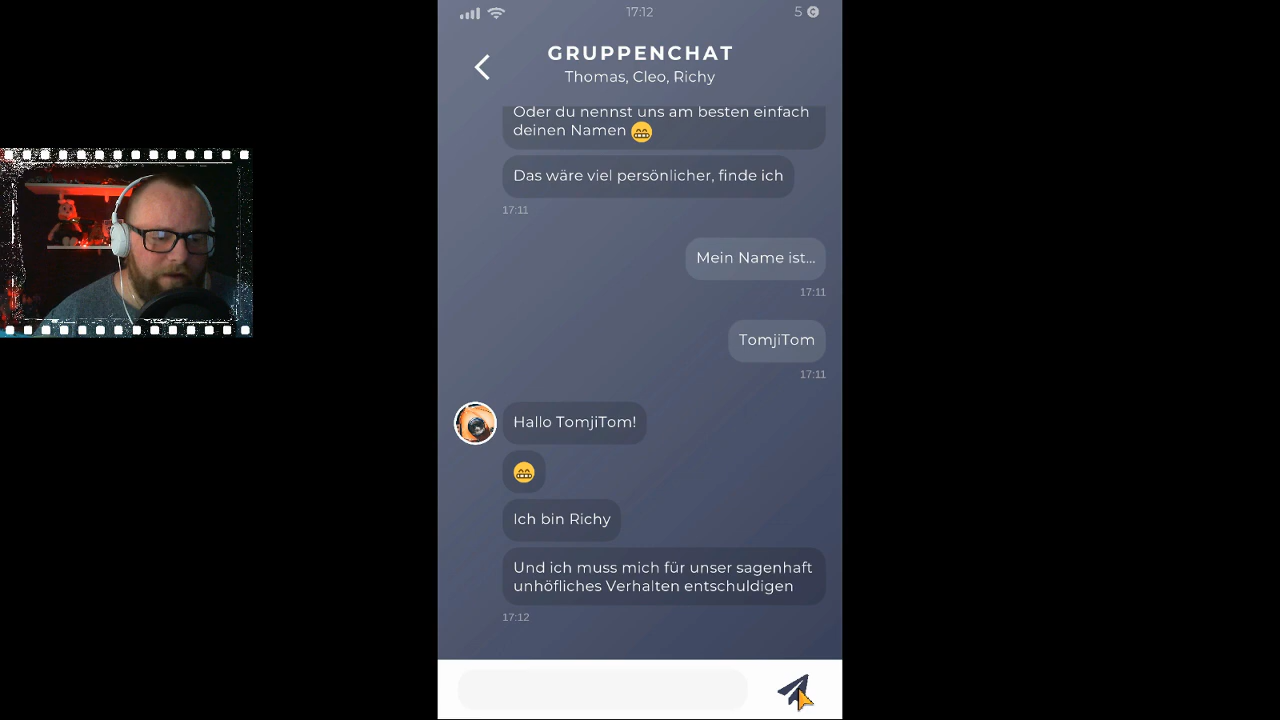 17:12
5
GRUPPENCHAT
Thomas, Cleo, Richy
Oder du nennst uns am besten einfach
deinen Namen 😁
Das wäre viel persönlicher, finde ich
17:11
Mein Name ist...
17:11
TomjiTom
17:11
Hallo TomjiTom!
😁
Ich bin Richy
Und ich muss mich für unser sagenhaft
unhöfliches Verhalten entschuldigen
17:12